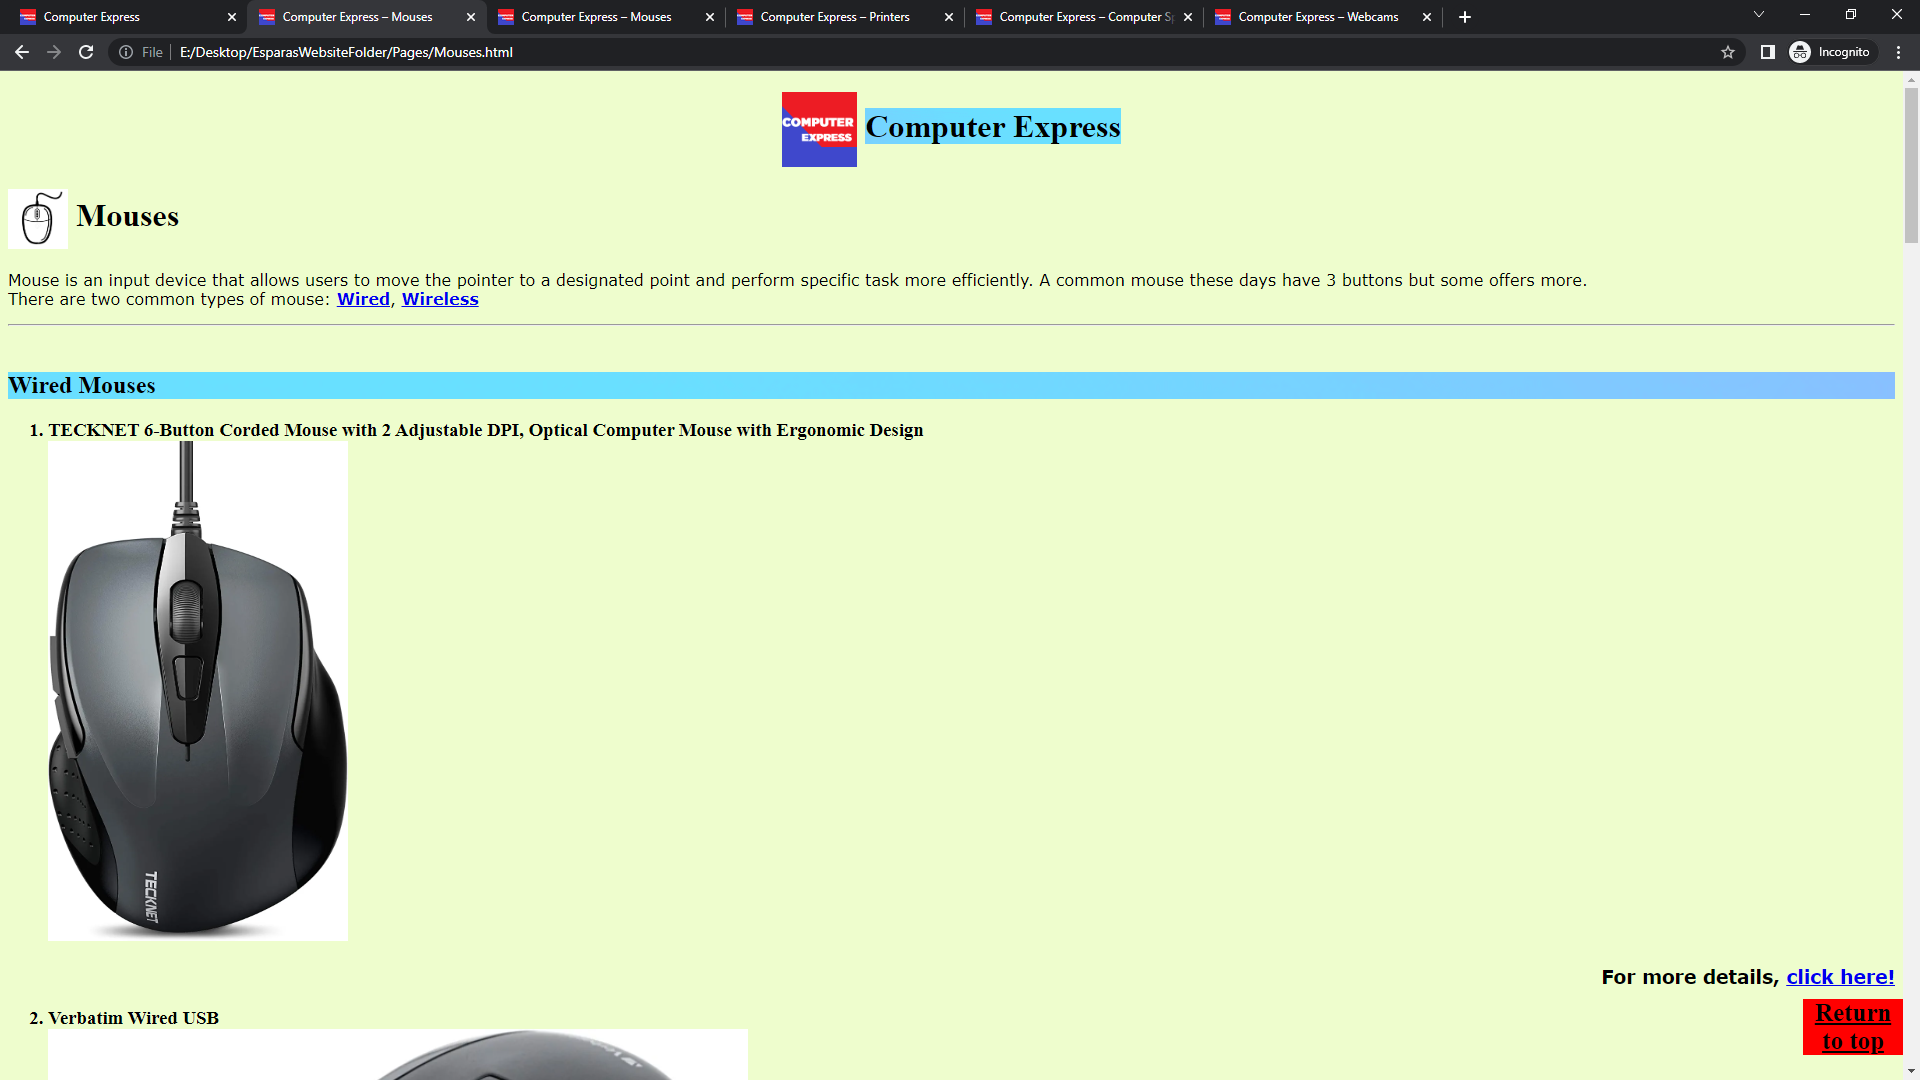 Computer Express
Computer Express – Mouses
Computer Express – Mouses
Computer Express – Printers
Computer Express – Computer Sp
Computer Express – Webcams
File
E:/Desktop/EsparasWebsiteFolder/Pages/Mouses.html
Incognito
COMPUTER
EXPRESS
Computer Express
Mouses
Mouse is an input device that allows users to move the pointer to a designated point and perform specific task more efficiently. A common mouse these days have 3 buttons but some offers more.
There are two common types of mouse: Wired, Wireless
Wired Mouses
1. TECKNET 6-Button Corded Mouse with 2 Adjustable DPI, Optical Computer Mouse with Ergonomic Design
TECKNET
For more details, click here!
2. Verbatim Wired USB
Return
to top